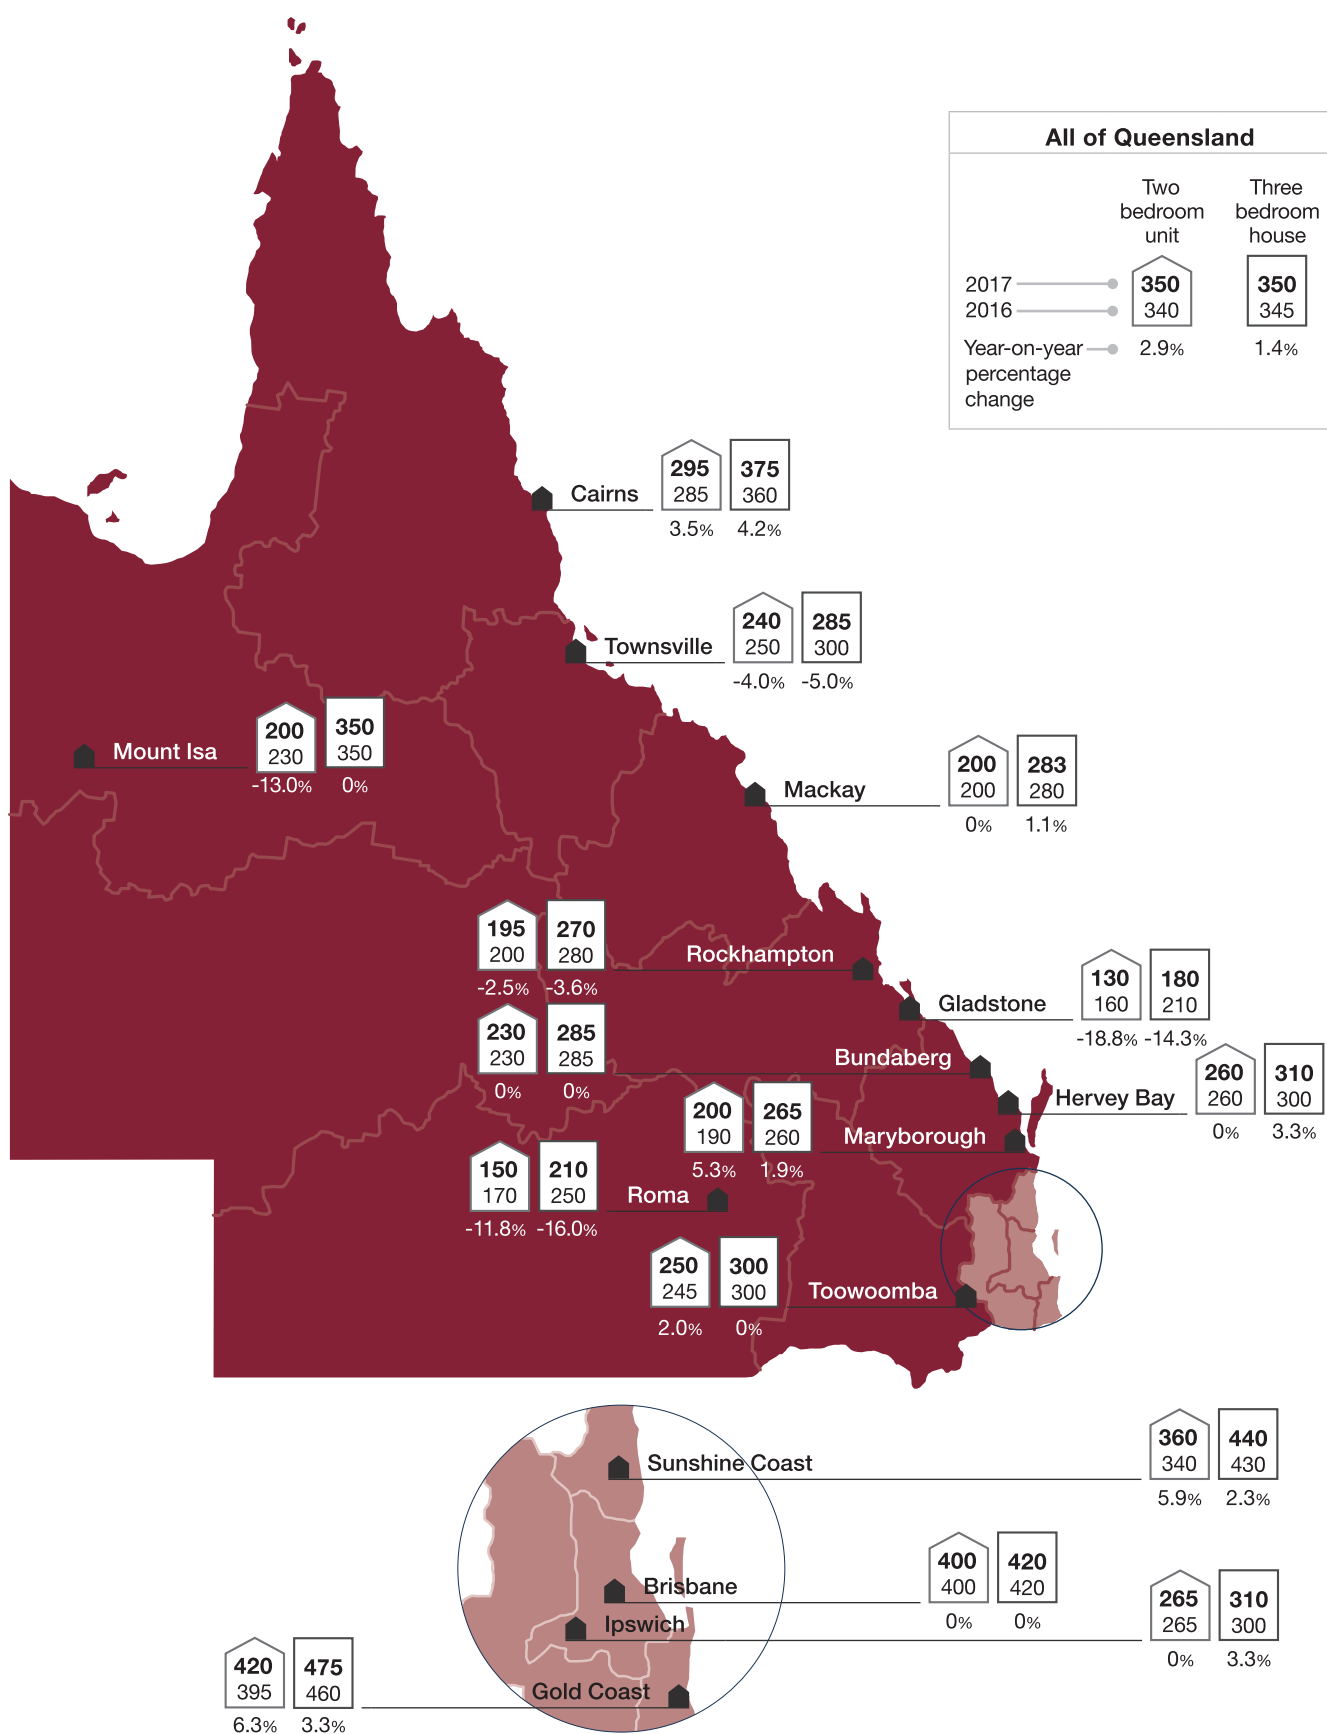 All of Queensland
Two bedroom unit
Three bedroom house
2017 350 350
2016 340 345
Year-on-year percentage change 2.9% 1.4%
Cairns
295 375
285 360
3.5% 4.2%
Townsville
240 285
250 300
-4.0% -5.0%
Mount Isa
200 350
230 350
-13.0% 0%
Mackay
200 283
200 280
0% 1.1%
Rockhampton
195 270
200 280
-2.5% -3.6%
Gladstone
130 180
160 210
-18.8% -14.3%
Bundaberg
230 285
230 285
0% 0%
Hervey Bay
260 310
260 300
0% 3.3%
Maryborough
200 265
190 260
5.3% 1.9%
Roma
150 210
170 250
-11.8% -16.0%
Toowoomba
250 300
245 300
2.0% 0%
Sunshine Coast
360 440
340 430
5.9% 2.3%
Brisbane
400 420
400 420
0% 0%
Ipswich
265 310
265 300
0% 3.3%
Gold Coast
420 475
395 460
6.3% 3.3%